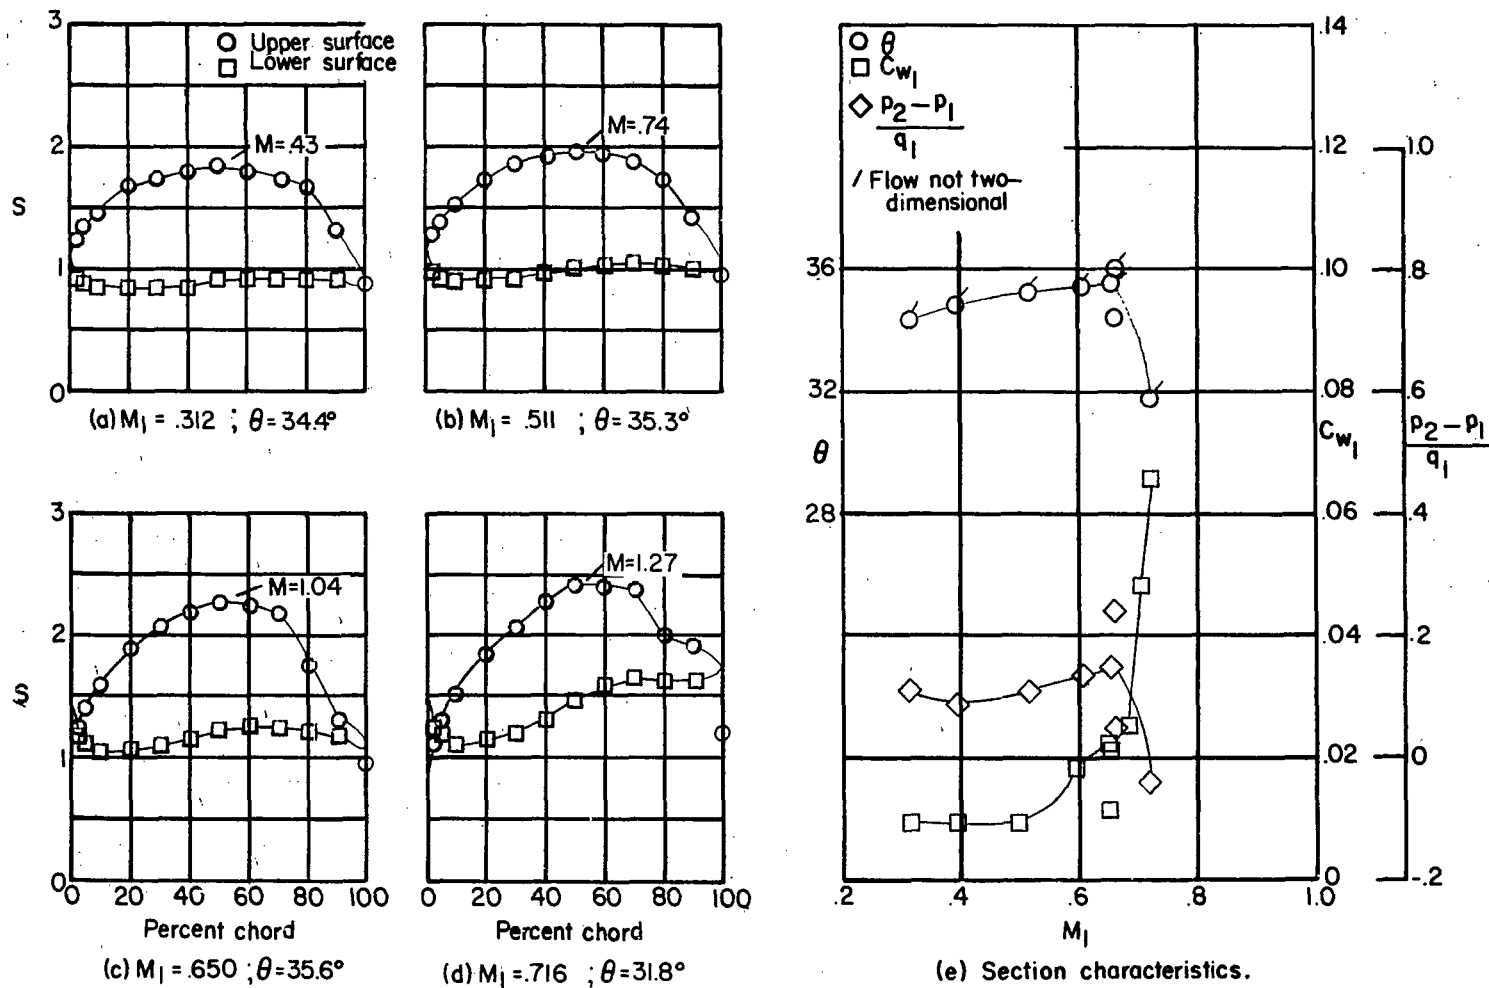 3
2
S
1
0
O Upper surface
□ Lower surface
M=.43
(a) M₁ = .312 ; θ = 34.4°
M=.74
(b) M₁ = .511 ; θ = 35.3°
3
2
S
1
0
M=1.04
0 20 40 60 80 100
Percent chord
(c) M₁ = .650 ; θ = 35.6°
M=1.27
0 20 40 60 80 100
Percent chord
(d) M₁ = .716 ; θ = 31.8°
θ
C_w₁
p₂ – p₁
q₁
/ Flow not two–
dimensional
36
32
θ
28
.14
.12
.10
.08
C_w₁
.06
.04
.02
0
1.0
.8
.6
p₂ – p₁
q₁
.4
.2
0
-.2
.2 .4 .6 .8 1.0
M₁
(e) Section characteristics.